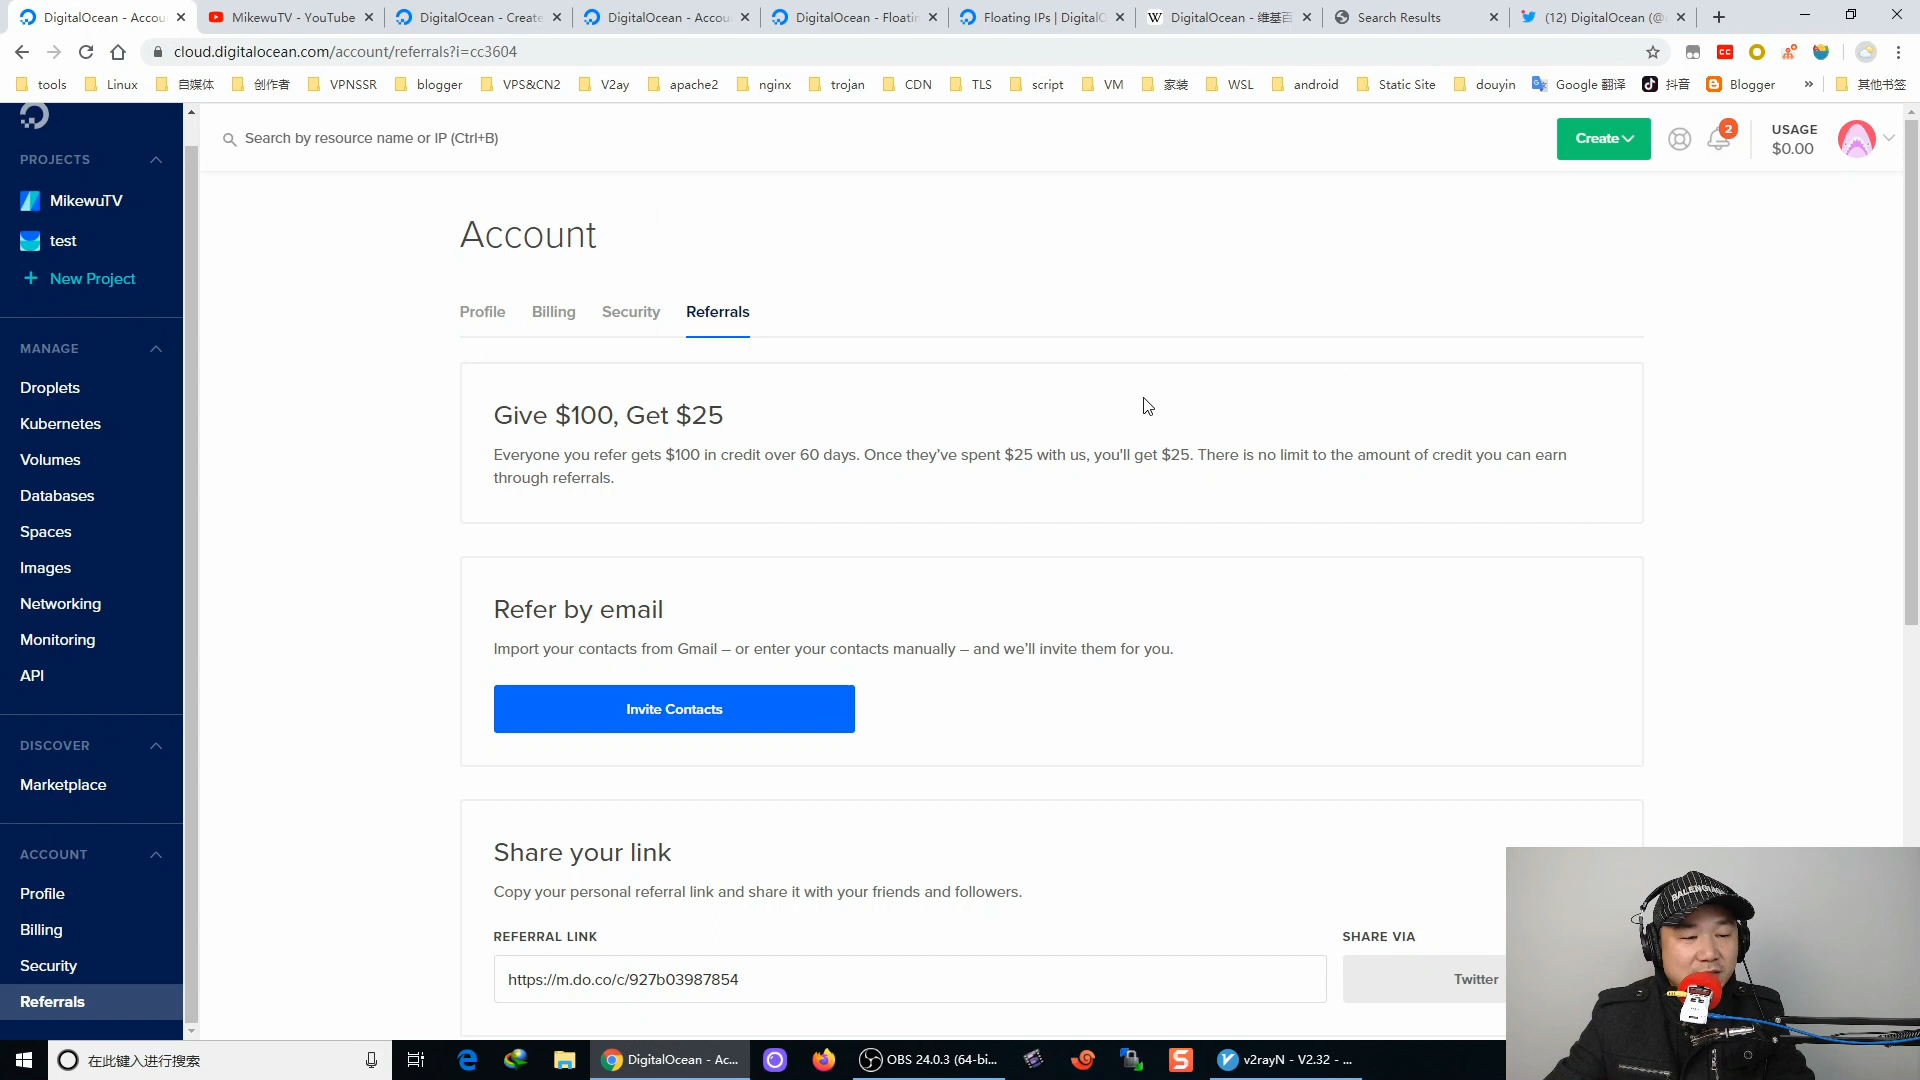 DigitalOcean - Accou
MikewuTV - YouTube
DigitalOcean - Create
DigitalOcean - Accou
DigitalOcean - Floatin
Floating IPs | DigitalO
DigitalOcean - 维基百
Search Results
(12) DigitalOcean (@
cloud.digitalocean.com/account/referrals?i=cc3604
tools
Linux
自媒体
创作者
VPNSSR
blogger
VPS&CN2
V2ay
apache2
nginx
trojan
CDN
TLS
script
VM
家装
WSL
android
Static Site
douyin
Google 翻译
抖音
Blogger
»
其他书签
Search by resource name or IP (Ctrl+B)
Create
2
USAGE
$0.00
PROJECTS
MikewuTV
test
+ New Project
MANAGE
Droplets
Kubernetes
Volumes
Databases
Spaces
Images
Networking
Monitoring
API
DISCOVER
Marketplace
ACCOUNT
Profile
Billing
Security
Referrals
Account
Profile
Billing
Security
Referrals
Give $100, Get $25
Everyone you refer gets $100 in credit over 60 days. Once they've spent $25 with us, you'll get $25. There is no limit to the amount of credit you can earn
through referrals.
Refer by email
Import your contacts from Gmail – or enter your contacts manually – and we'll invite them for you.
Invite Contacts
Share your link
Copy your personal referral link and share it with your friends and followers.
REFERRAL LINK
SHARE VIA
https://m.do.co/c/927b03987854
Twitter
BALENCIAGA
在此键入进行搜索
DigitalOcean - Ac...
OBS 24.0.3 (64-bi...
v2rayN - V2.32 - ...